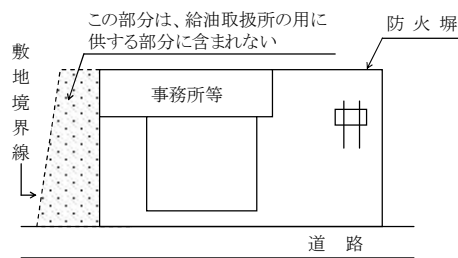 この部分は、給油取扱所の用に
供する部分に含まれない
防火塀
敷地境界線
事務所等
道路